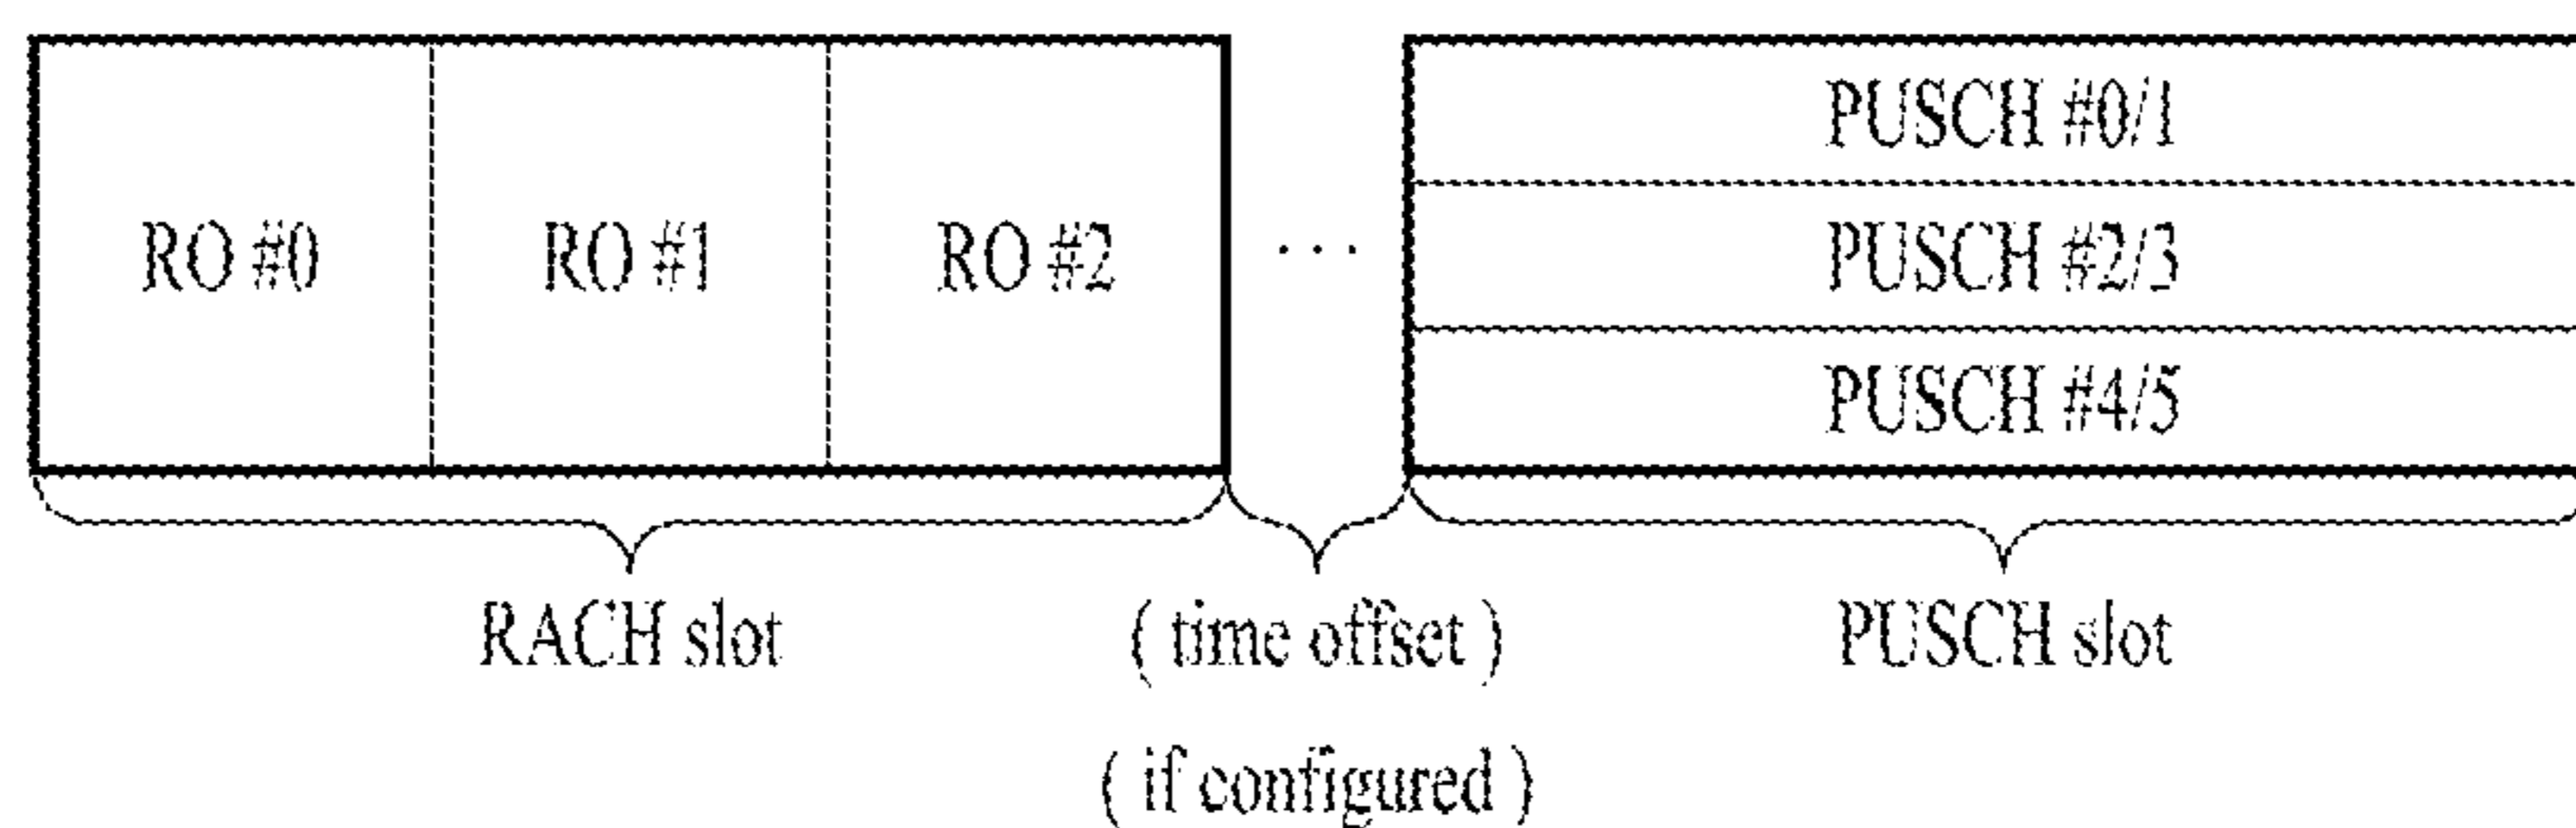 RO #0 RO #1 RO #2 ... PUSCH #0/1
PUSCH #2/3
PUSCH #4/5
RACH slot ( time offset ) PUSCH slot
( if configured )